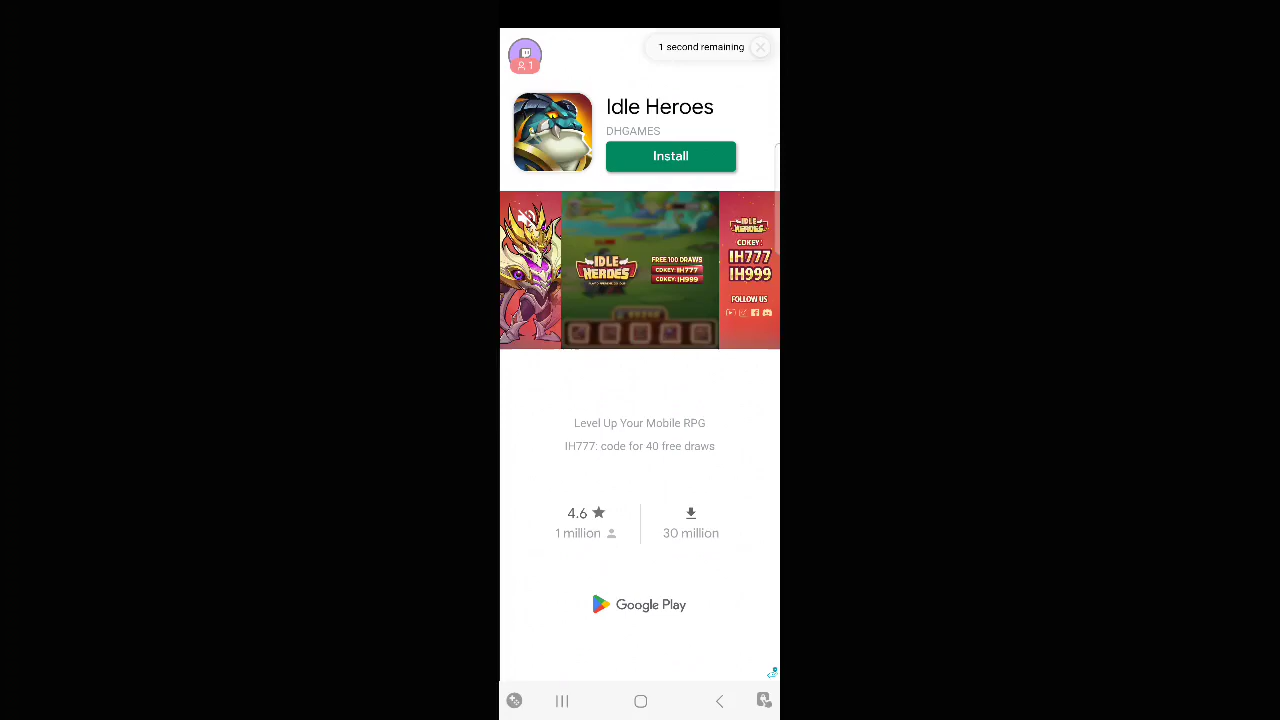 1 second remaining
1
Idle Heroes
DHGAMES
Install
IDLE
HEROES
FREE 100 DRAWS
CDKEY: IH777
CDKEY: IH999
IDLE
HEROES
CDKEY:
IH777
IH999
FOLLOW US
Level Up Your Mobile RPG
IH777: code for 40 free draws
4.6
1 million
30 million
Google Play